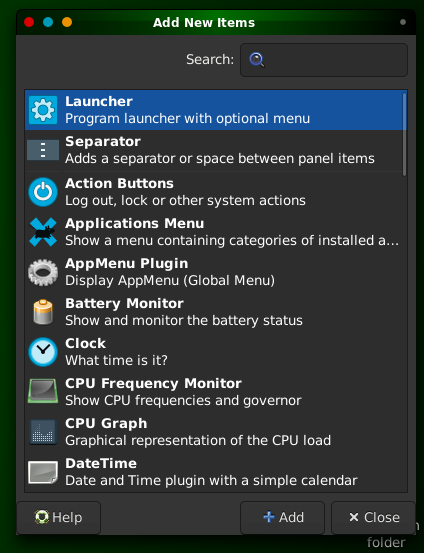 Add New Items
Search:
Launcher
Program launcher with optional menu
Separator
Adds a separator or space between panel items
Action Buttons
Log out, lock or other system actions
Applications Menu
Show a menu containing categories of installed a...
AppMenu Plugin
Display AppMenu (Global Menu)
Battery Monitor
Show and monitor the battery status
Clock
What time is it?
CPU Frequency Monitor
Show CPU frequencies and governor
CPU Graph
Graphical representation of the CPU load
DateTime
Date and Time plugin with a simple calendar
Help
Add
Close
folder